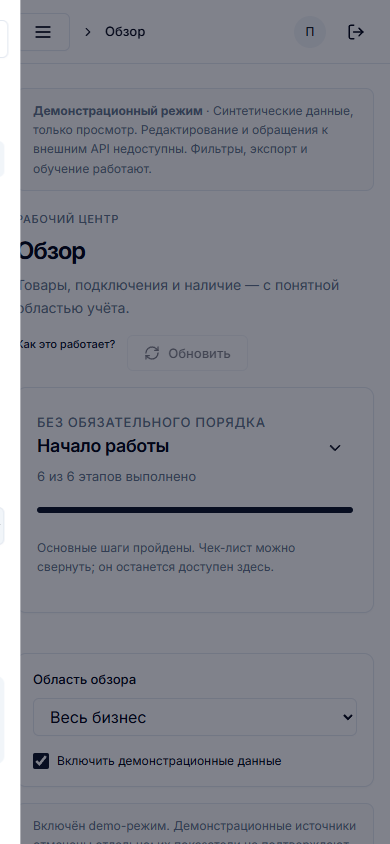 Обзор
П
Демонстрационный режим · Синтетические данные,
только просмотр. Редактирование и обращения к
внешним API недоступны. Фильтры, экспорт и
обучение работают.
РАБОЧИЙ ЦЕНТР
Обзор
Товары, подключения и наличие — с понятной
областью учёта.
Как это работает?
Обновить
БЕЗ ОБЯЗАТЕЛЬНОГО ПОРЯДКА
Начало работы
6 из 6 этапов выполнено
Основные шаги пройдены. Чек-лист можно
свернуть; он останется доступен здесь.
Область обзора
Весь бизнес
Включить демонстрационные данные
Включён demo-режим. Демонстрационные источники